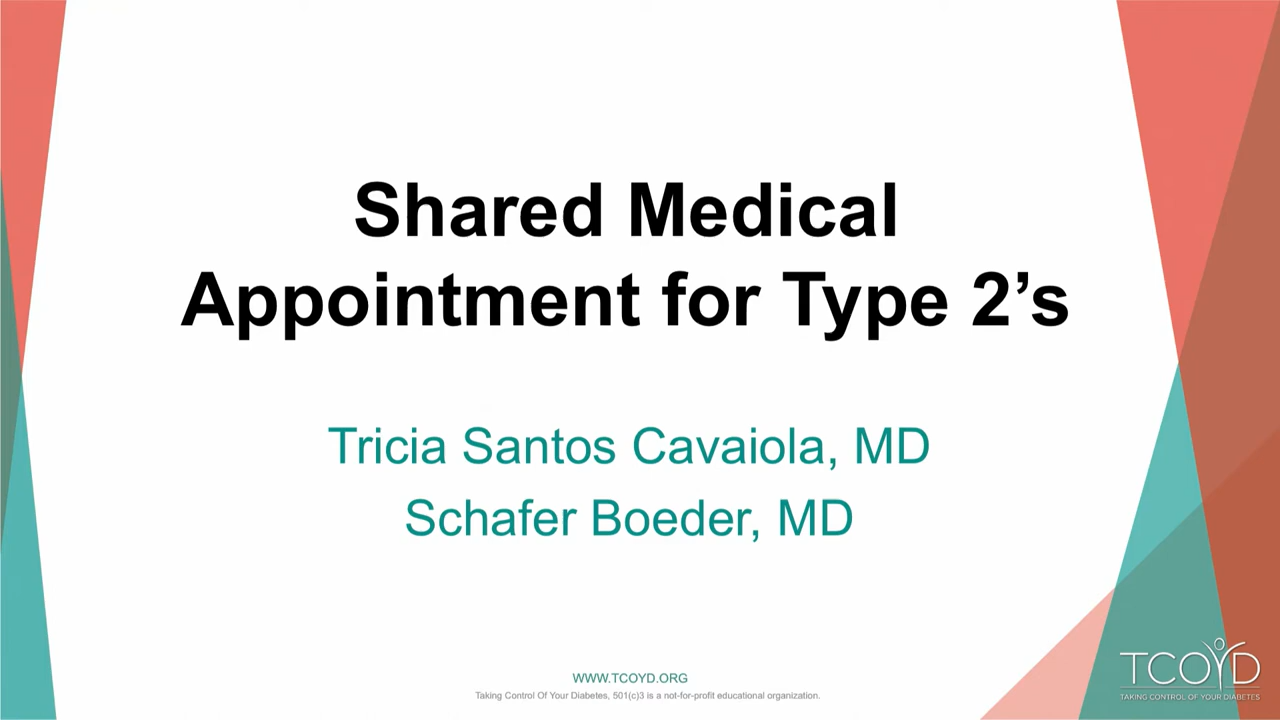 Shared Medical
Appointment for Type 2’s
Tricia Santos Cavaiola, MD
Schafer Boeder, MD
WWW.TCOYD.ORG
Taking Control Of Your Diabetes, 501(c)3 is a not-for-profit educational organization.
TCOYD
TAKING CONTROL OF YOUR DIABETES